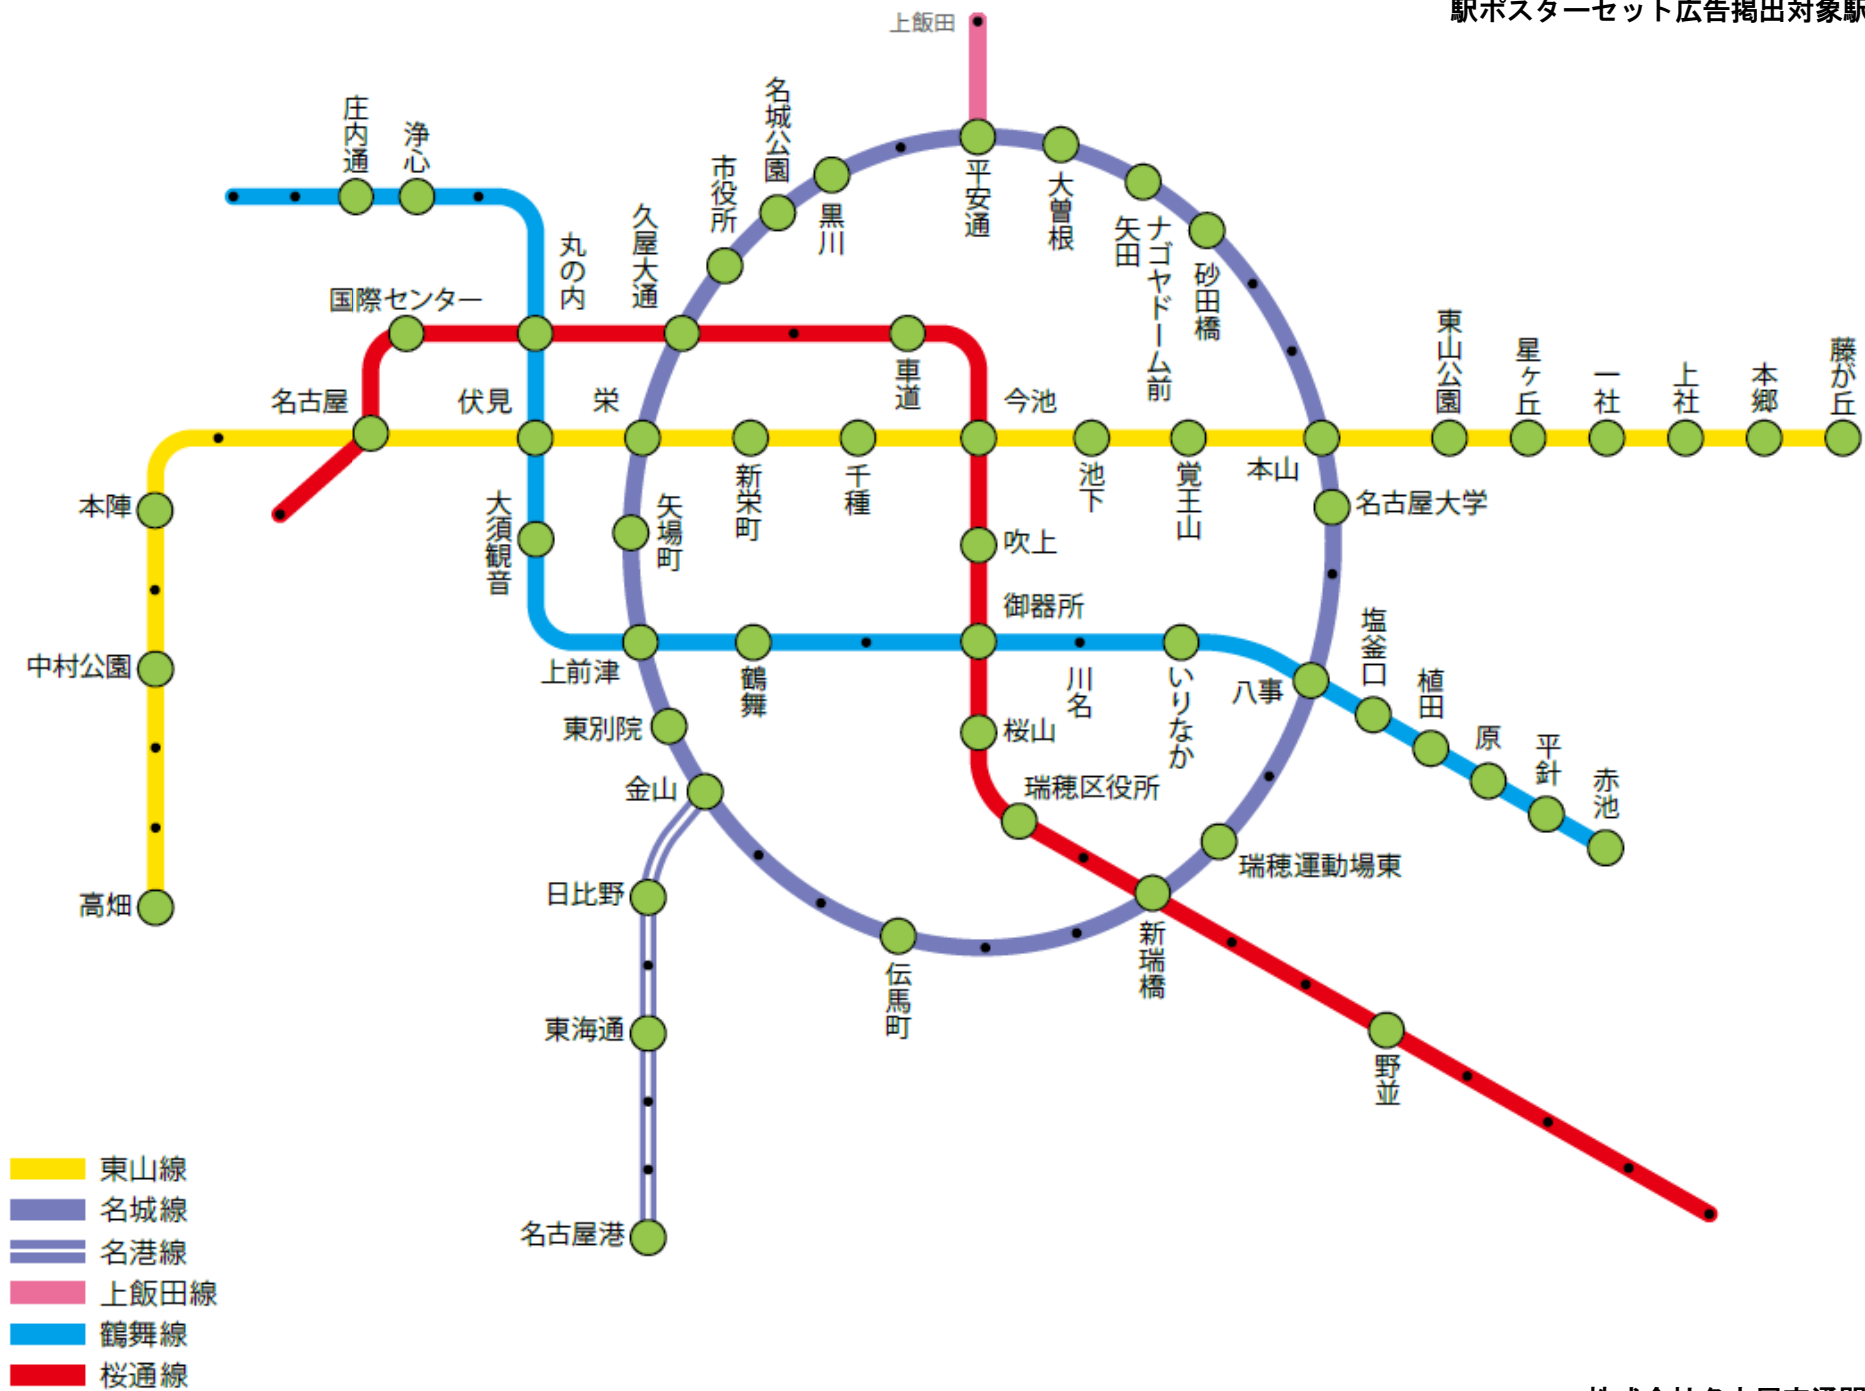 駅ポスターセット広告掲出対象駅
上飯田
名城公園
庄内通
浄心
市役所
黒川
平安通
大曽根
矢田
ナゴヤドーム前
砂田橋
久屋大通
丸の内
国際センター
車道
名古屋
伏見
栄
今池
東山公園
星ヶ丘
一社
上社
本郷
藤が丘
新栄町
千種
池下
覚王山
本山
名古屋大学
本陣
大須観音
矢場町
吹上
御器所
中村公園
上前津
鶴舞
川名
いりなか
八事
塩釜口
植田
原
平針
赤池
東別院
桜山
金山
瑞穂区役所
瑞穂運動場東
高畑
日比野
伝馬町
新瑞橋
東海通
野並
名古屋港
東山線
名城線
名港線
上飯田線
鶴舞線
桜通線